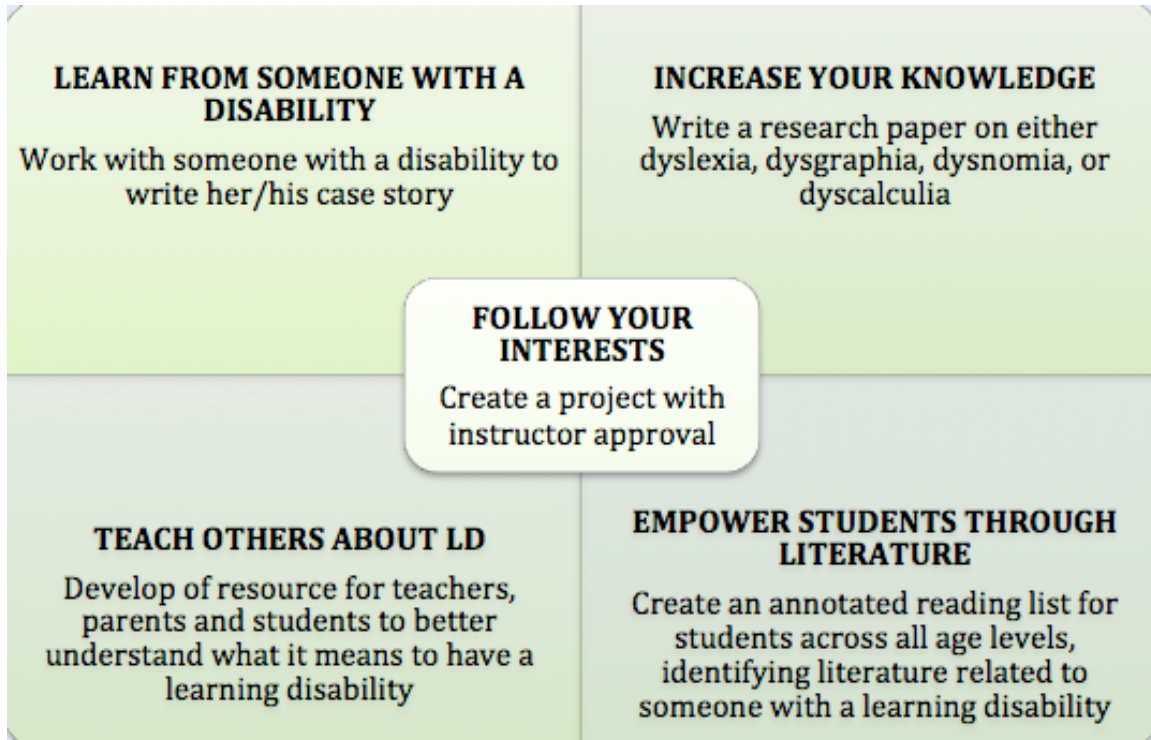 LEARN FROM SOMEONE WITH A
DISABILITY
Work with someone with a disability to
write her/his case story
INCREASE YOUR KNOWLEDGE
Write a research paper on either
dyslexia, dysgraphia, dysnomia, or
dyscalculia
FOLLOW YOUR
INTERESTS
Create a project with
instructor approval
TEACH OTHERS ABOUT LD
Develop of resource for teachers,
parents and students to better
understand what it means to have a
learning disability
EMPOWER STUDENTS THROUGH
LITERATURE
Create an annotated reading list for
students across all age levels,
identifying literature related to
someone with a learning disability